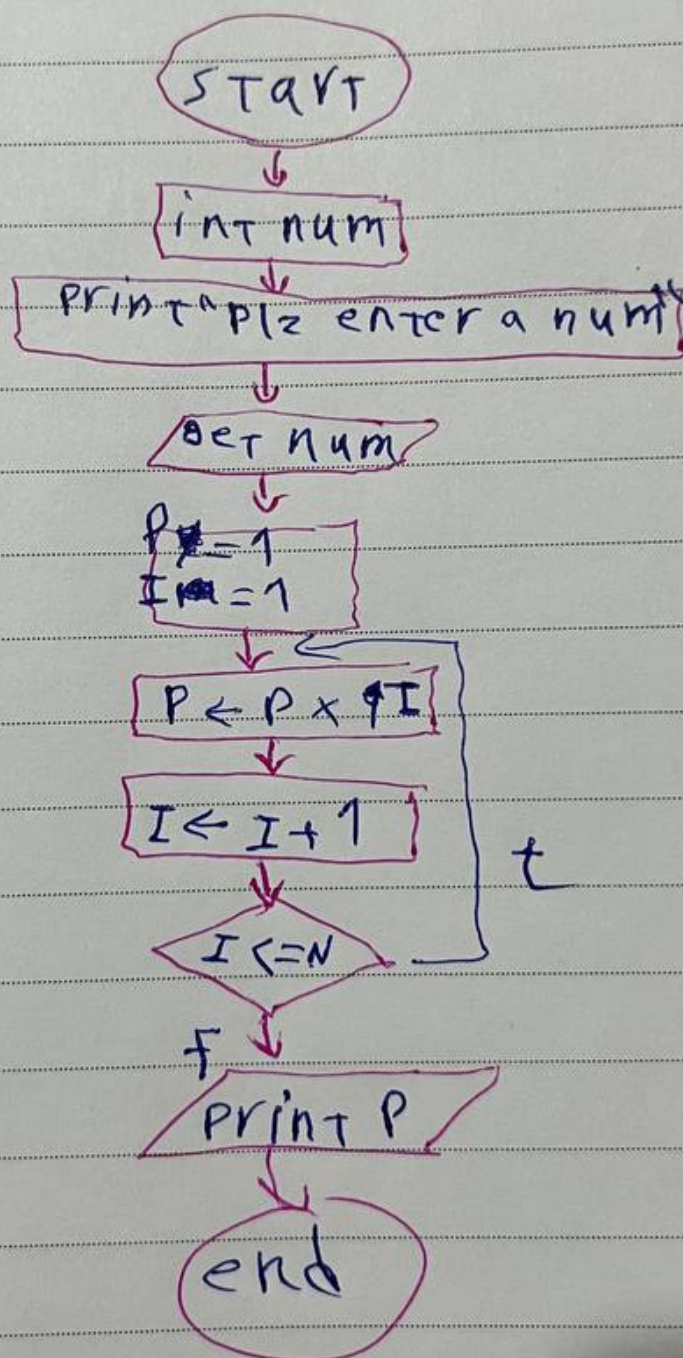 START
int num
print "plz enter a num"
get num
P = 1
I = 1
P ← P × I
I ← I + 1
t
I <= N
F
print P
end